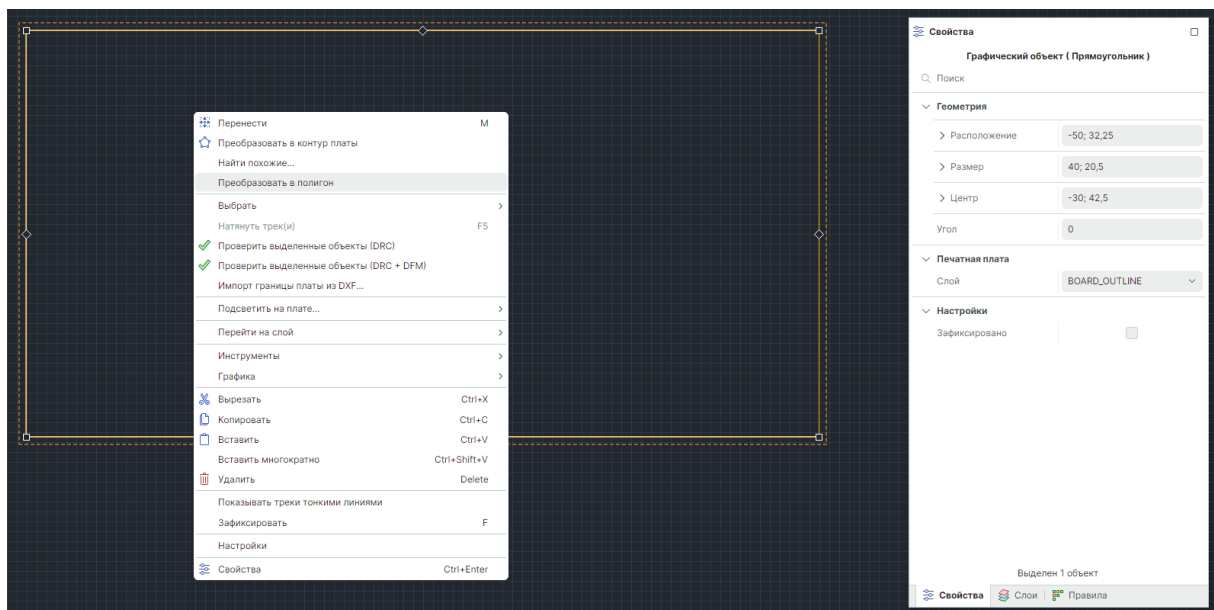 Перенести M
Преобразовать в контур платы
Найти похожие...
Преобразовать в полигон
Выбрать
Натянуть трек(и) F5
Проверить выделенные объекты (DRC)
Проверить выделенные объекты (DRC + DFM)
Импорт границы платы из DXF...
Подсветить на плате...
Перейти на слой
Инструменты
Графика
Вырезать Ctrl+X
Копировать Ctrl+C
Вставить Ctrl+V
Вставить многократно Ctrl+Shift+V
Удалить Delete
Показывать треки тонкими линиями
Зафиксировать F
Настройки
Свойства Ctrl+Enter
Свойства
Графический объект ( Прямоугольник )
Поиск
Геометрия
Расположение -50; 32,25
Размер 40; 20,5
Центр -30; 42,5
Угол 0
Печатная плата
Слой BOARD_OUTLINE
Настройки
Зафиксировано
Выделен 1 объект
Свойства Слои Правила